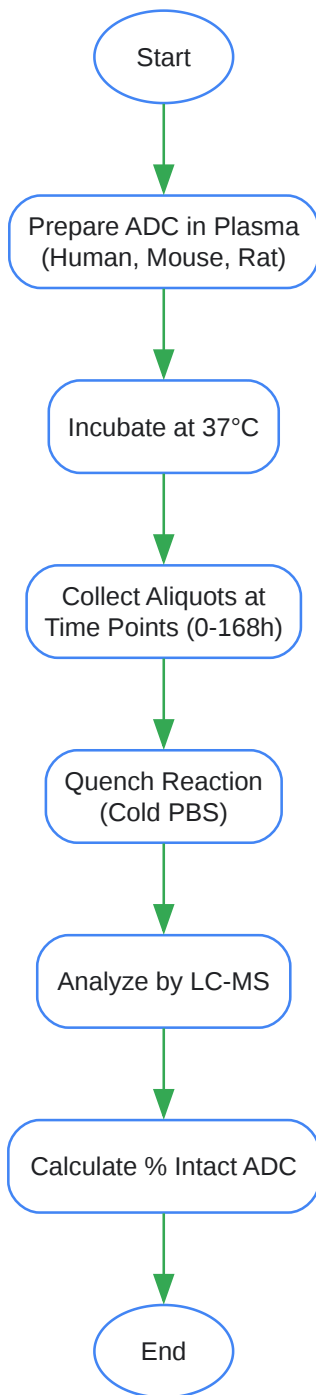 Start
Prepare ADC in Plasma
(Human, Mouse, Rat)
Incubate at 37°C
Collect Aliquots at
Time Points (0-168h)
Quench Reaction
(Cold PBS)
Analyze by LC-MS
Calculate % Intact ADC
End